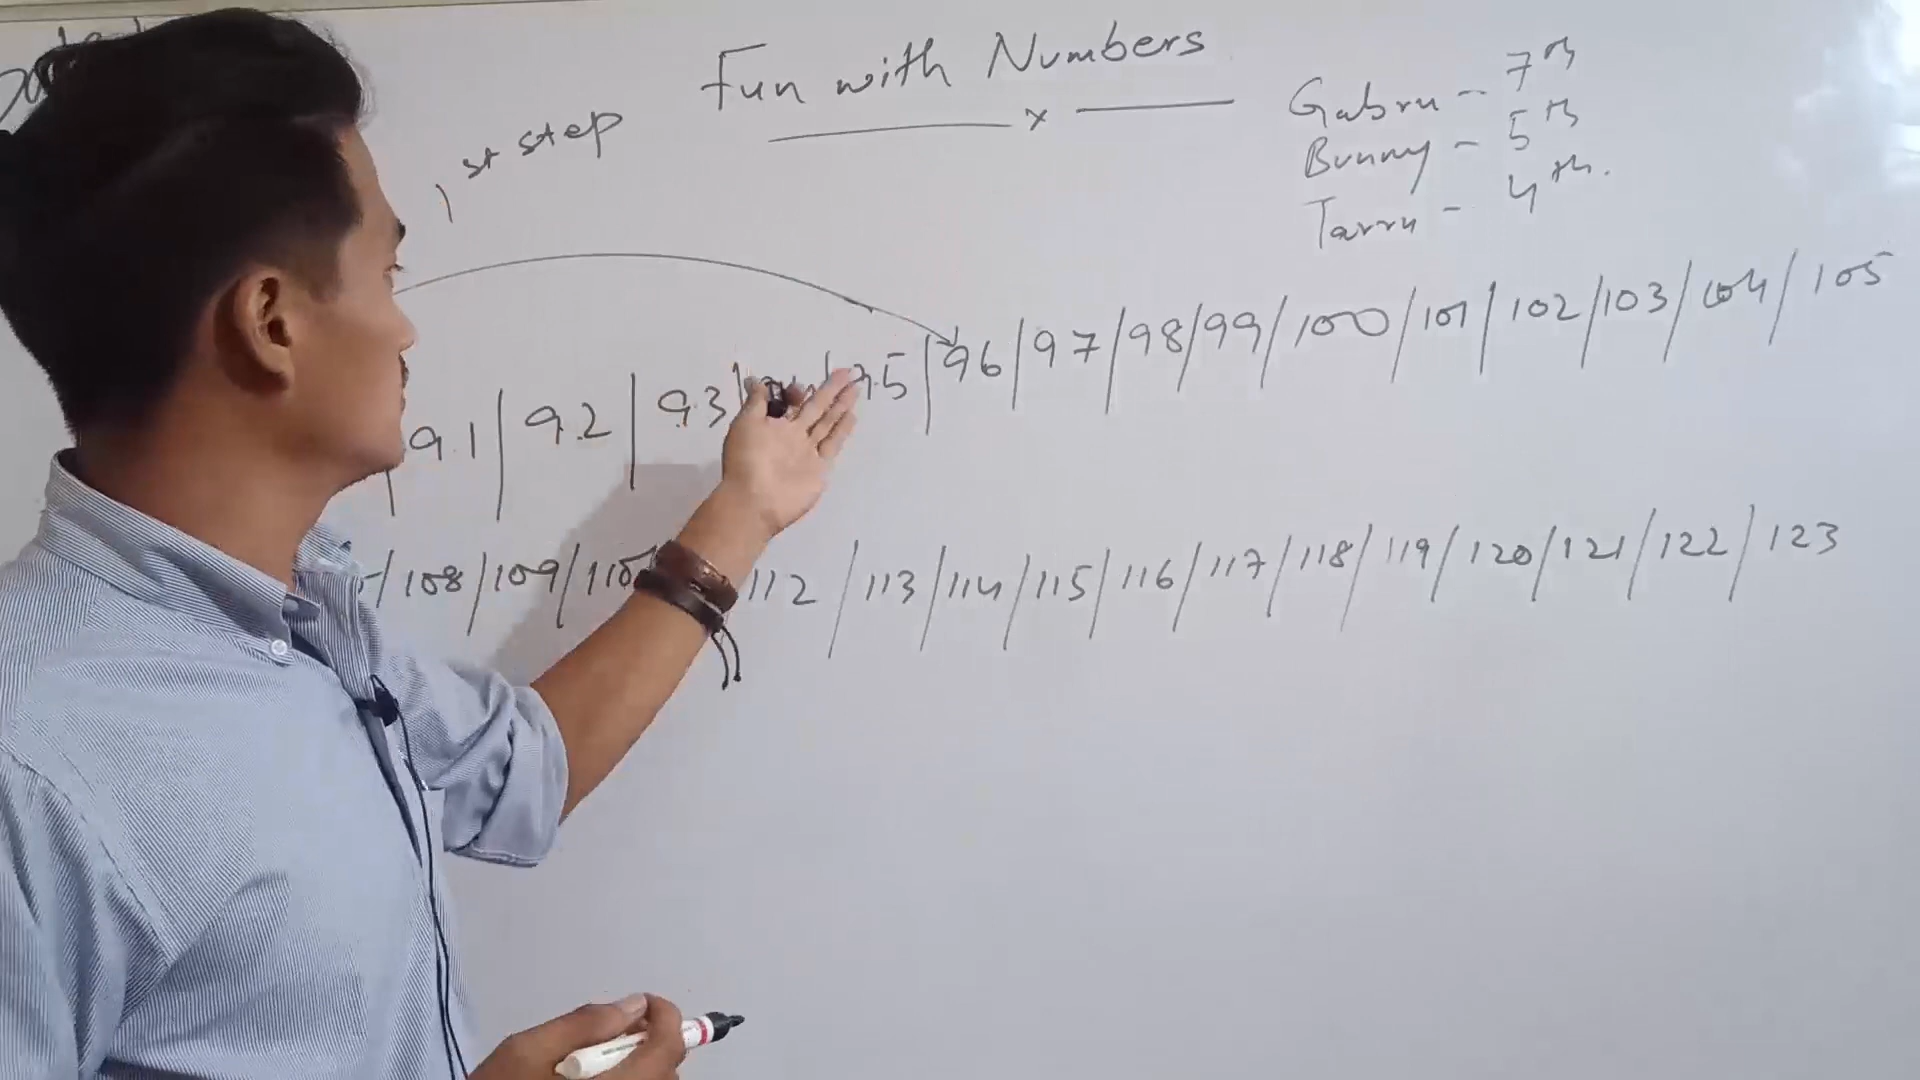 Fun with Numbers
1st step
x
Gabru - 7th
Bunny - 5th
Tarru - 4th.
91 | 92 | 93 | 95 | 96 | 97 | 98 | 99 | 100 | 101 | 102 | 103 | 104 | 105
108 | 109 | 110 | 112 | 113 | 114 | 115 | 116 | 117 | 118 | 119 | 120 | 121 | 122 | 123